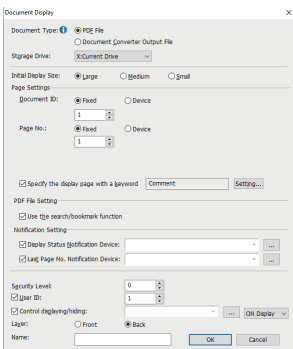 Document Display
Document Type: PDF File
Document Converter Output File
Storage Drive: X:Current Drive
Initial Display Size: Large Medium Small
Page Settings
Document ID: Fixed Device
1
Page No.: Fixed Device
1
Specify the display page with a keyword Comment Setting...
PDF File Setting
Use the search/bookmark function
Notification Setting
Display Status Notification Device: ...
Last Page No. Notification Device: ...
Security Level: 0
User ID: 1
Control displaying/hiding: ... ON Display
Layer: Front Back
Name: OK Cancel